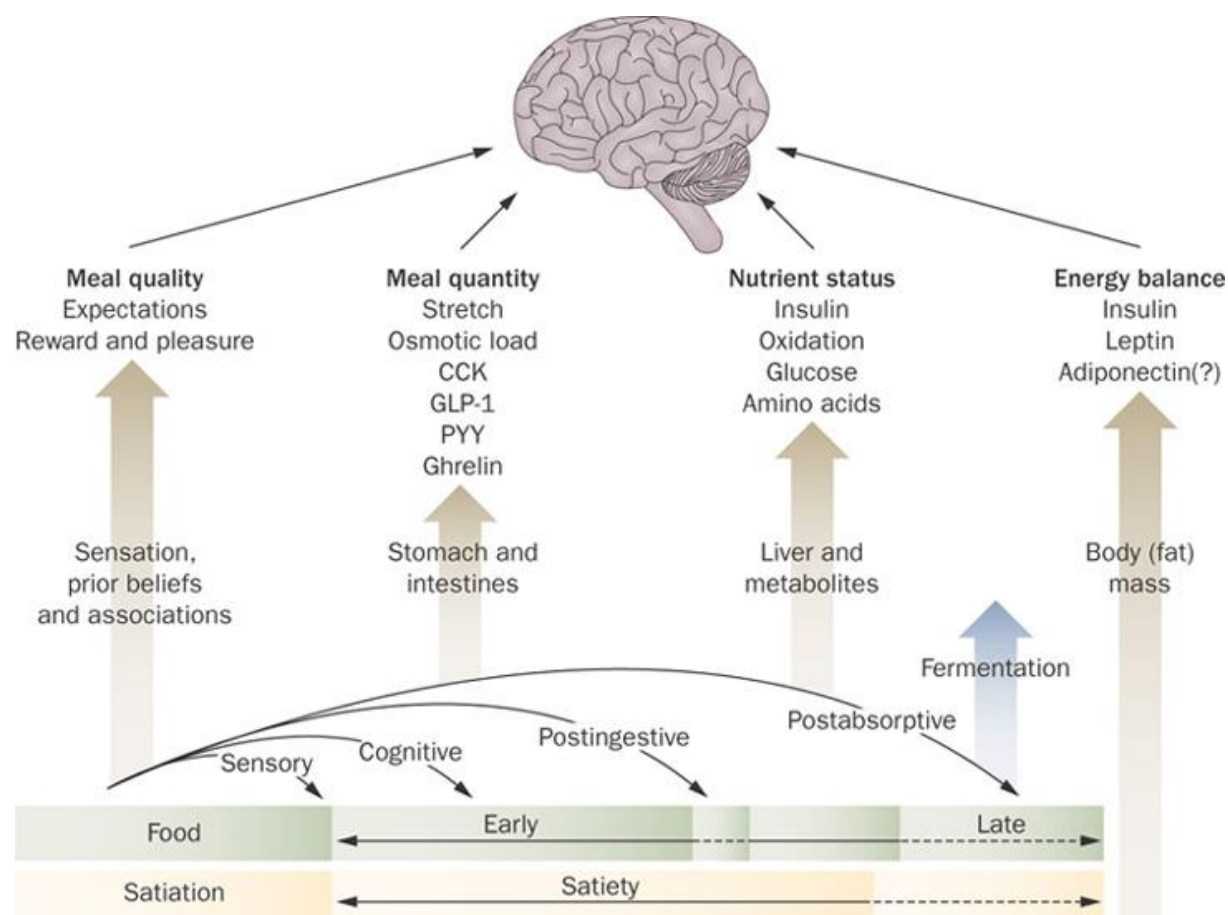 Meal quality
Expectations
Reward and pleasure
Meal quantity
Stretch
Osmotic load
CCK
GLP-1
PYY
Ghrelin
Nutrient status
Insulin
Oxidation
Glucose
Amino acids
Energy balance
Insulin
Leptin
Adiponectin(?)
Sensation,
prior beliefs
and associations
Stomach and
intestines
Liver and
metabolites
Body (fat)
mass
Fermentation
Sensory
Cognitive
Postingestive
Postabsorptive
Food
Early
Late
Satiation
Satiety